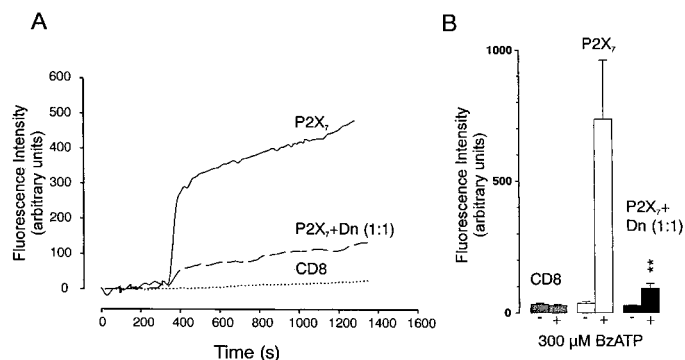 A
Fluorescence Intensity
(arbitrary units)
600
500
400
300
200
100
0
P2X₇
P2X₇+Dn (1:1)
CD8
0 200 400 600 800 1000 1200 1400 1600
Time (s)
B
Fluorescence Intensity
(arbitrary units)
1000
500
0
P2X₇
P2X₇+
Dn (1:1)
**
CD8
- + - + - +
300 µM BzATP